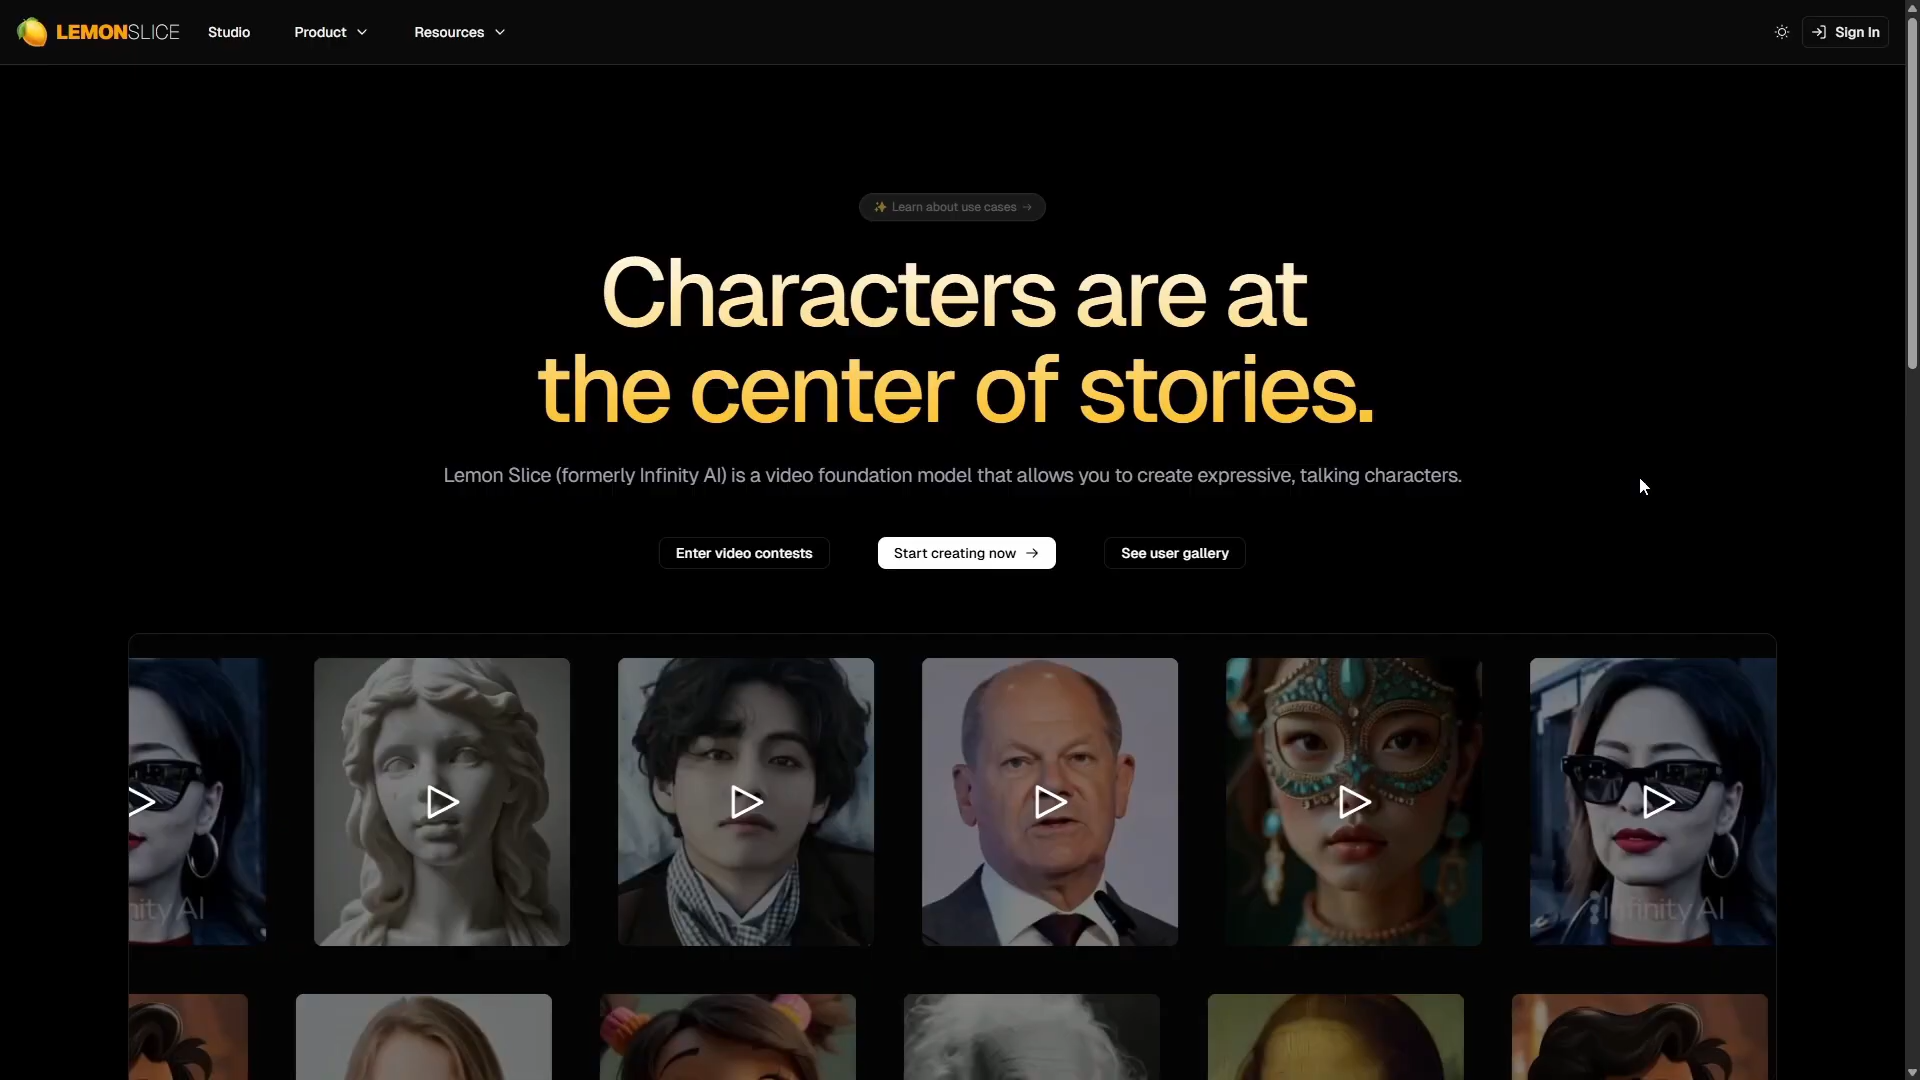 LEMONSLICE
Studio
Product
Resources
Sign In
✨ Learn about use cases →
Characters are at
the center of stories.
Lemon Slice (formerly Infinity AI) is a video foundation model that allows you to create expressive, talking characters.
Enter video contests
Start creating now →
See user gallery
nity AI
Infinity AI